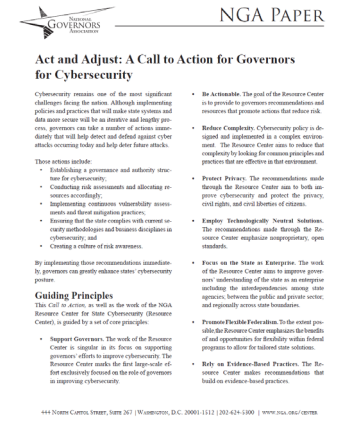 NATIONAL
GOVERNORS
ASSOCIATION
NGA PAPER
Act and Adjust: A Call to Action for Governors
for Cybersecurity
Cybersecurity remains one of the most significant
challenges facing the nation. Although implementing
policies and practices that will make state systems and
data more secure will be an iterative and lengthy pro-
cess, governors can take a number of actions imme-
diately that will help detect and defend against cyber
attacks occurring today and help deter future attacks.
Those actions include:
• Establishing a governance and authority struc-
ture for cybersecurity;
• Conducting risk assessments and allocating re-
sources accordingly;
• Implementing continuous vulnerability assess-
ments and threat mitigation practices;
• Ensuring that the state complies with current se-
curity methodologies and business disciplines in
cybersecurity; and
• Creating a culture of risk awareness.
By implementing those recommendations immediate-
ly, governors can greatly enhance states' cybersecurity
posture.
Guiding Principles
This Call to Action, as well as the work of the NGA
Resource Center for State Cybersecurity (Resource
Center), is guided by a set of core principles:
• Support Governors. The work of the Resource
Center is singular in its focus on supporting
governors' efforts to improve cybersecurity. The
Resource Center marks the first large-scale ef-
fort exclusively focused on the role of governors
in improving cybersecurity.
• Be Actionable. The goal of the Resource Center
is to provide to governors recommendations and
resources that promote actions that reduce risk.
• Reduce Complexity. Cybersecurity policy is de-
signed and implemented in a complex environ-
ment. The Resource Center aims to reduce that
complexity by looking for common principles and
practices that are effective in that environment.
• Protect Privacy. The recommendations made
through the Resource Center aim to both im-
prove cybersecurity and protect the privacy,
civil rights, and civil liberties of citizens.
• Employ Technologically Neutral Solutions.
The recommendations made through the Re-
source Center emphasize nonproprietary, open
standards.
• Focus on the State as Enterprise. The work
of the Resource Center aims to improve gover-
nors' understanding of the state as an enterprise
including the interdependencies among state
agencies; between the public and private sector;
and regionally across state boundaries.
• Promote Flexible Federalism. To the extent pos-
sible, the Resource Center emphasizes the benefits
of and opportunities for flexibility within federal
programs to allow for tailored state solutions.
• Rely on Evidence-Based Practices. The Re-
source Center makes recommendations that
build on evidence-based practices.
444 NORTH CAPITOL STREET, SUITE 267 | WASHINGTON, D.C. 20001-1512 | 202-624-5300 | WWW.NGA.ORG/CENTER